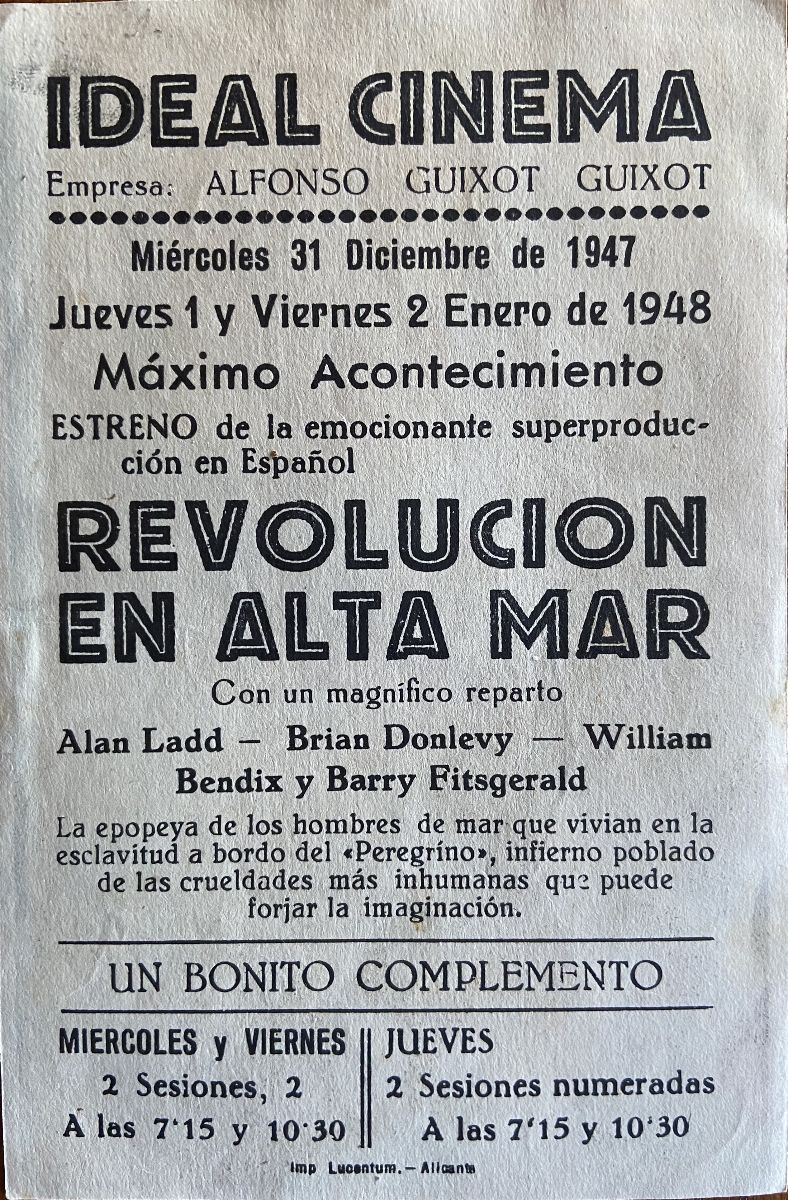 IDEAL CINEMA
Empresa: ALFONSO GUIXOT GUIXOT
Miércoles 31 Diciembre de 1947
Jueves 1 y Viernes 2 Enero de 1948
Máximo Acontecimiento
ESTRENO de la emocionante superproduc-
ción en Español
REVOLUCION
EN ALTA MAR
Con un magnífico reparto
Alan Ladd — Brian Donlevy — William
Bendix y Barry Fitsgerald
La epopeya de los hombres de mar que vivian en la
esclavitud a bordo del «Peregríno», infierno poblado
de las crueldades más inhumanas que puede
forjar la imaginación.
UN BONITO COMPLEMENTO
MIERCOLES y VIERNES
2 Sesiones, 2
A las 7'15 y 10'30
JUEVES
2 Sesiones numeradas
A las 7'15 y 10'30
Imp Lucentum.—Alicante